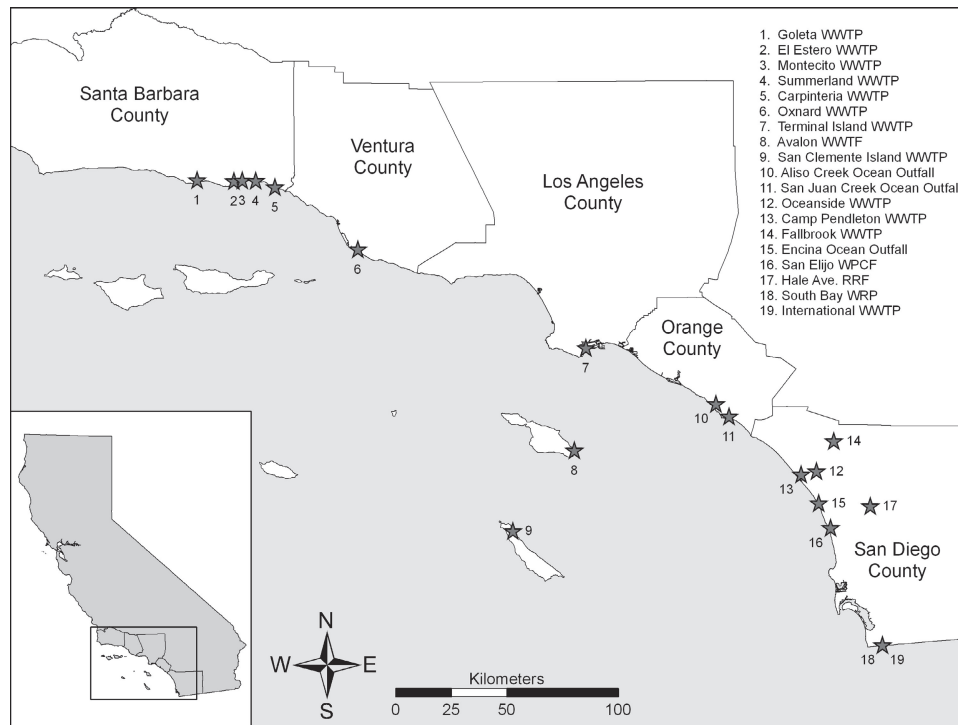 1. Goleta WWTP
2. El Estero WWTP
3. Montecito WWTP
4. Summerland WWTP
5. Carpinteria WWTP
6. Oxnard WWTP
7. Terminal Island WWTP
8. Avalon WWTF
9. San Clemente Island WWTP
10. Aliso Creek Ocean Outfall
11. San Juan Creek Ocean Outfal
12. Oceanside WWTP
13. Camp Pendleton WWTP
14. Fallbrook WWTP
15. Encina Ocean Outfall
16. San Elijo WPCF
17. Hale Ave. RRF
18. South Bay WRP
19. International WWTP
Santa Barbara
County
Ventura
County
Los Angeles
County
Orange
County
San Diego
County
1
2
3
4
5
6
7
8
9
10
11
14
12
13
15
17
16
18
19
N
W
E
S
Kilometers
0 25 50 100